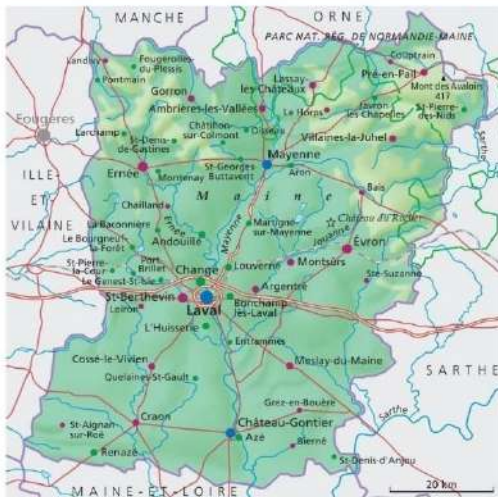 MANCHE
ORNE
PARC NAT. RÉG. DE NORMANDIE-MAINE
Landivy
Fougerolles-
du-Plessis
Pontmain
Couptrain
Pré-en-Pail
Lassay-
les-Châteaux
Gorron
Ambrières-les-Vallées
Le Horps
Javron
les-Chapelles
Mont des Avaloirs
417
St-Pierre-
des-Nids
Fougères
Larchamp
Châtillon-
sur-Colmont
Oisseau
St-Denis-
de-Gastines
Villaines-la-Juhel
Sarthe
Mayenne
Ernée
St-Georges
Buttavent
Aron
Montenay
ILLE-
ET-
VILAINE
Maine
Bais
Chailland
Château du Rocher
Ernée
Mayenne
Jouanne
La Baconnière
Andouillé
Martigné-
sur-Mayenne
Le Bourgneuf-
la-Forêt
Évron
St-Pierre-
la-Cour
Port-
Brillet
Changé
Louverné
Montsûrs
Ste-Suzanne
Le Genest-St-Isle
Argentré
St-Berthevin
Laval
Bonchamp-
lès-Laval
Loiron
L'Huisserie
Entrammes
Cossé-le-Vivien
Meslay-du-Maine
Quelaines-St-Gault
SARTHE
Grez-en-Bouère
Sarthe
St-Aignan-
sur-Roë
Craon
Château-Gontier
Azé
Bierné
Renazé
St-Denis-d'Anjou
MAINE-ET-LOIRE
20 km